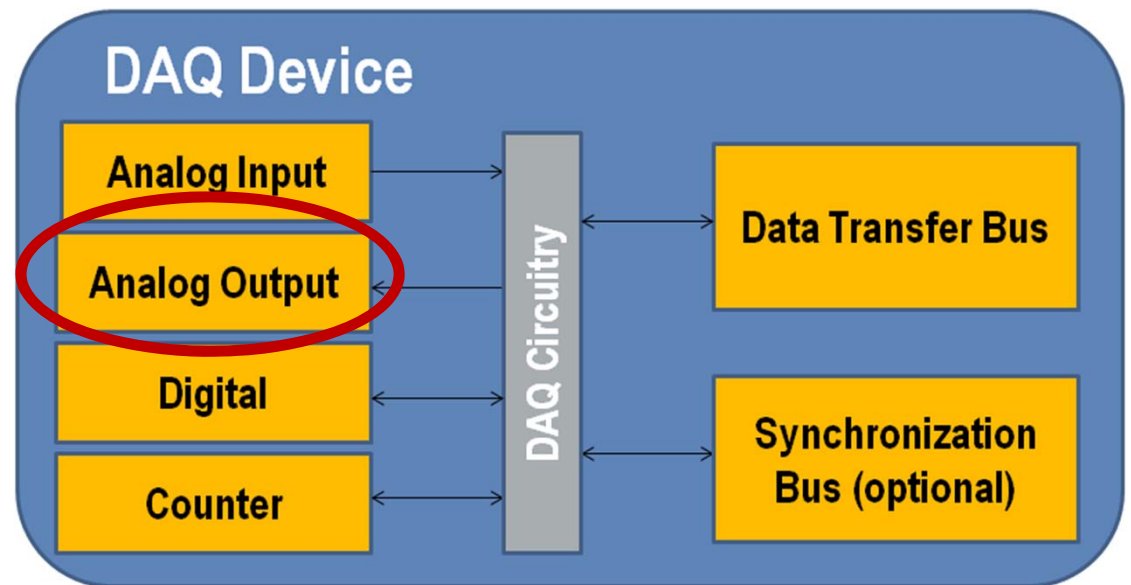 DAQ Device
Analog Input
Analog Output
Digital
Counter
DAQ Circuitry
Data Transfer Bus
Synchronization
Bus (optional)